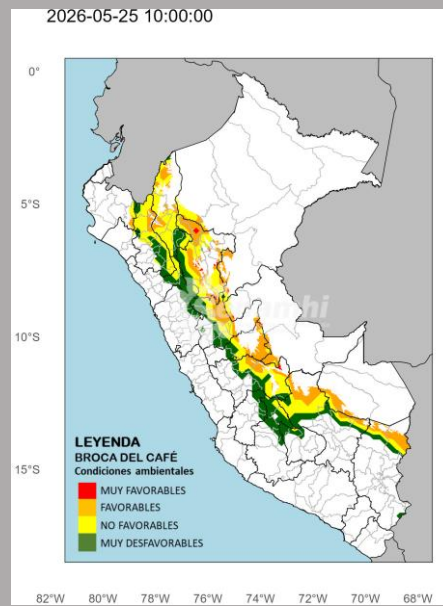 2026-05-25 10:00:00
0°
5°S
10°S
15°S
senamhi
LEYENDA
BROCA DEL CAFÉ
Condiciones ambientales
MUY FAVORABLES
FAVORABLES
NO FAVORABLES
MUY DESFAVORABLES
82°W 80°W 78°W 76°W 74°W 72°W 70°W 68°W